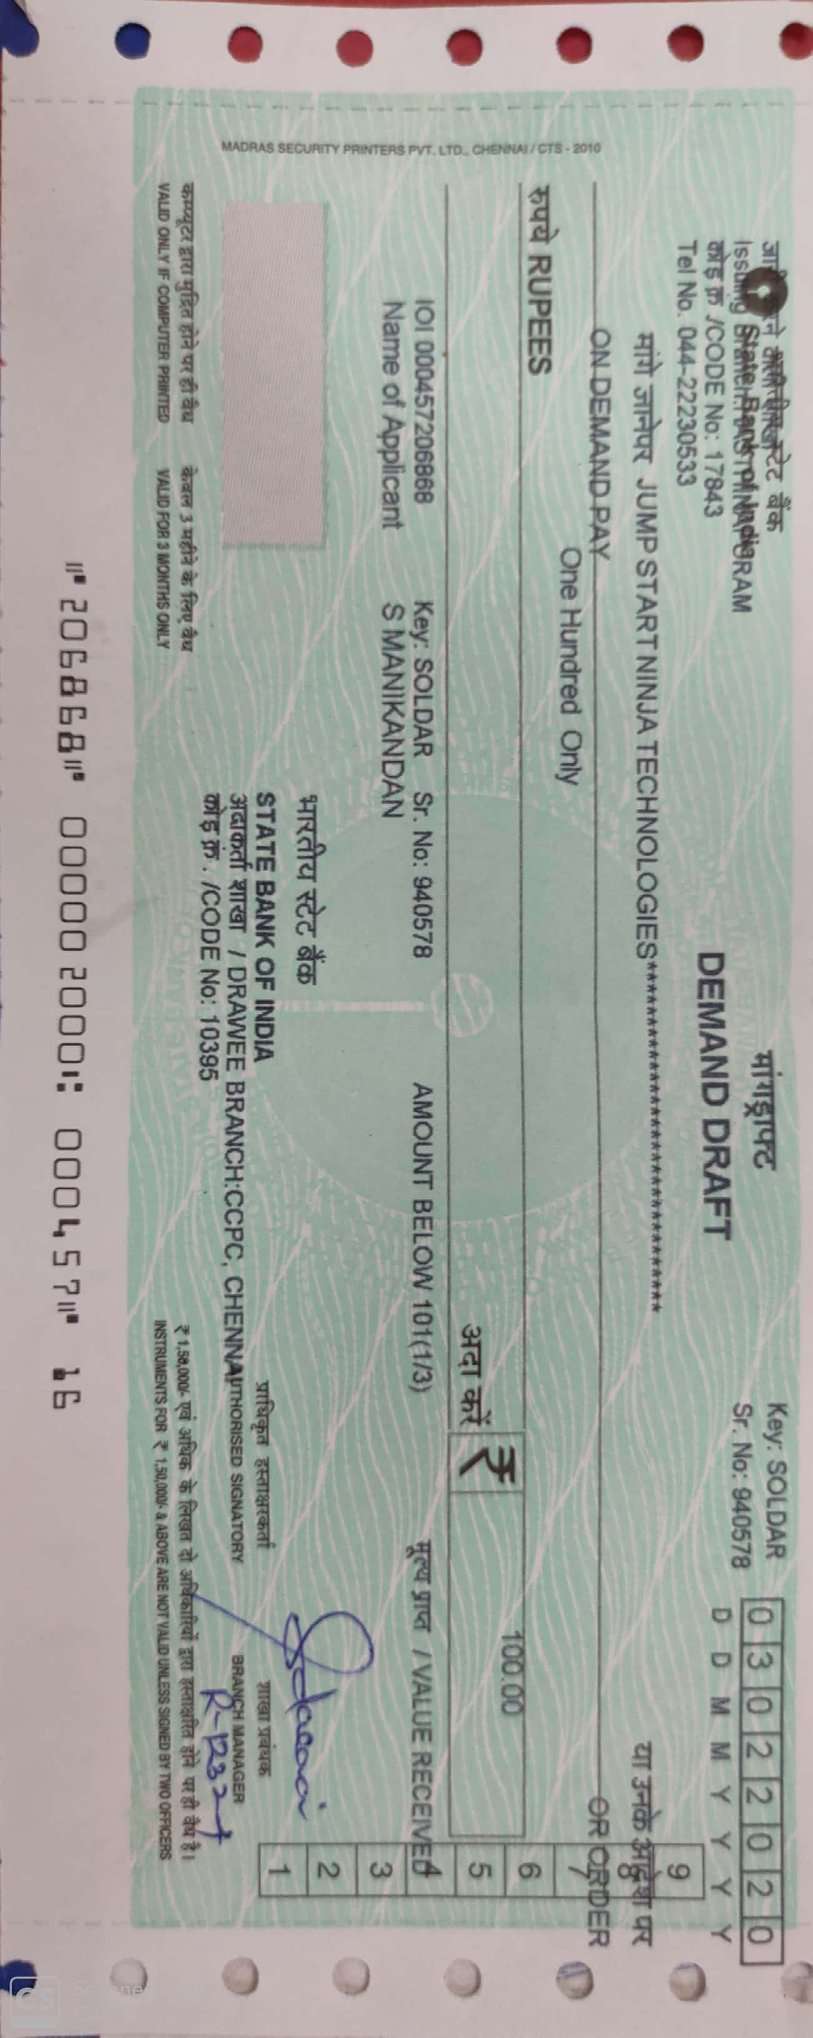 भारतीय स्टेट बैंक
State Bank of India
Issuing Branch: HASTHINAPURAM
कोड क्रं /CODE No: 17843
Tel No. 044-22230533
मांगड्राफ्ट
DEMAND DRAFT
Key: SOLDAR
Sr. No: 940578
0 3 0 2 2 0 2 0
D D M M Y Y Y Y
मांगे जानेपर JUMP START NINJA TECHNOLOGIES******************************** या उनके आदेश पर
ON DEMAND PAY OR ORDER
One Hundred Only
रुपये RUPEES
अदा करें ₹ 100.00
9
8
7
6
5
4
3
2
1
IOI 000457206868 Key: SOLDAR Sr. No: 940578 AMOUNT BELOW 101(1/3) मूल्य प्राप्त / VALUE RECEIVED
Name of Applicant S MANIKANDAN
MADRAS SECURITY PRINTERS PVT. LTD., CHENNAI / CTS - 2010
भारतीय स्टेट बैंक
STATE BANK OF INDIA
अदाकर्ता शाखा / DRAWEE BRANCH:CCPC, CHENNAI
कोड क्रं . /CODE No: 10395
प्राधिकृत हस्ताक्षरकर्ता
AUTHORISED SIGNATORY
शाखा प्रबंधक
BRANCH MANAGER
कम्प्यूटर द्वारा मुद्रित होने पर ही वैध
VALID ONLY IF COMPUTER PRINTED
केवल 3 महीने के लिए वैध
VALID FOR 3 MONTHS ONLY
₹ 1,50,000/- एवं अधिक के लिखत दो अधिकारियों द्वारा हस्ताक्षरित होने पर ही वैध है।
INSTRUMENTS FOR ₹ 1,50,000/- & ABOVE ARE NOT VALID UNLESS SIGNED BY TWO OFFICERS
⑈206868⑈ 000002000⑆ 000457⑈ 16